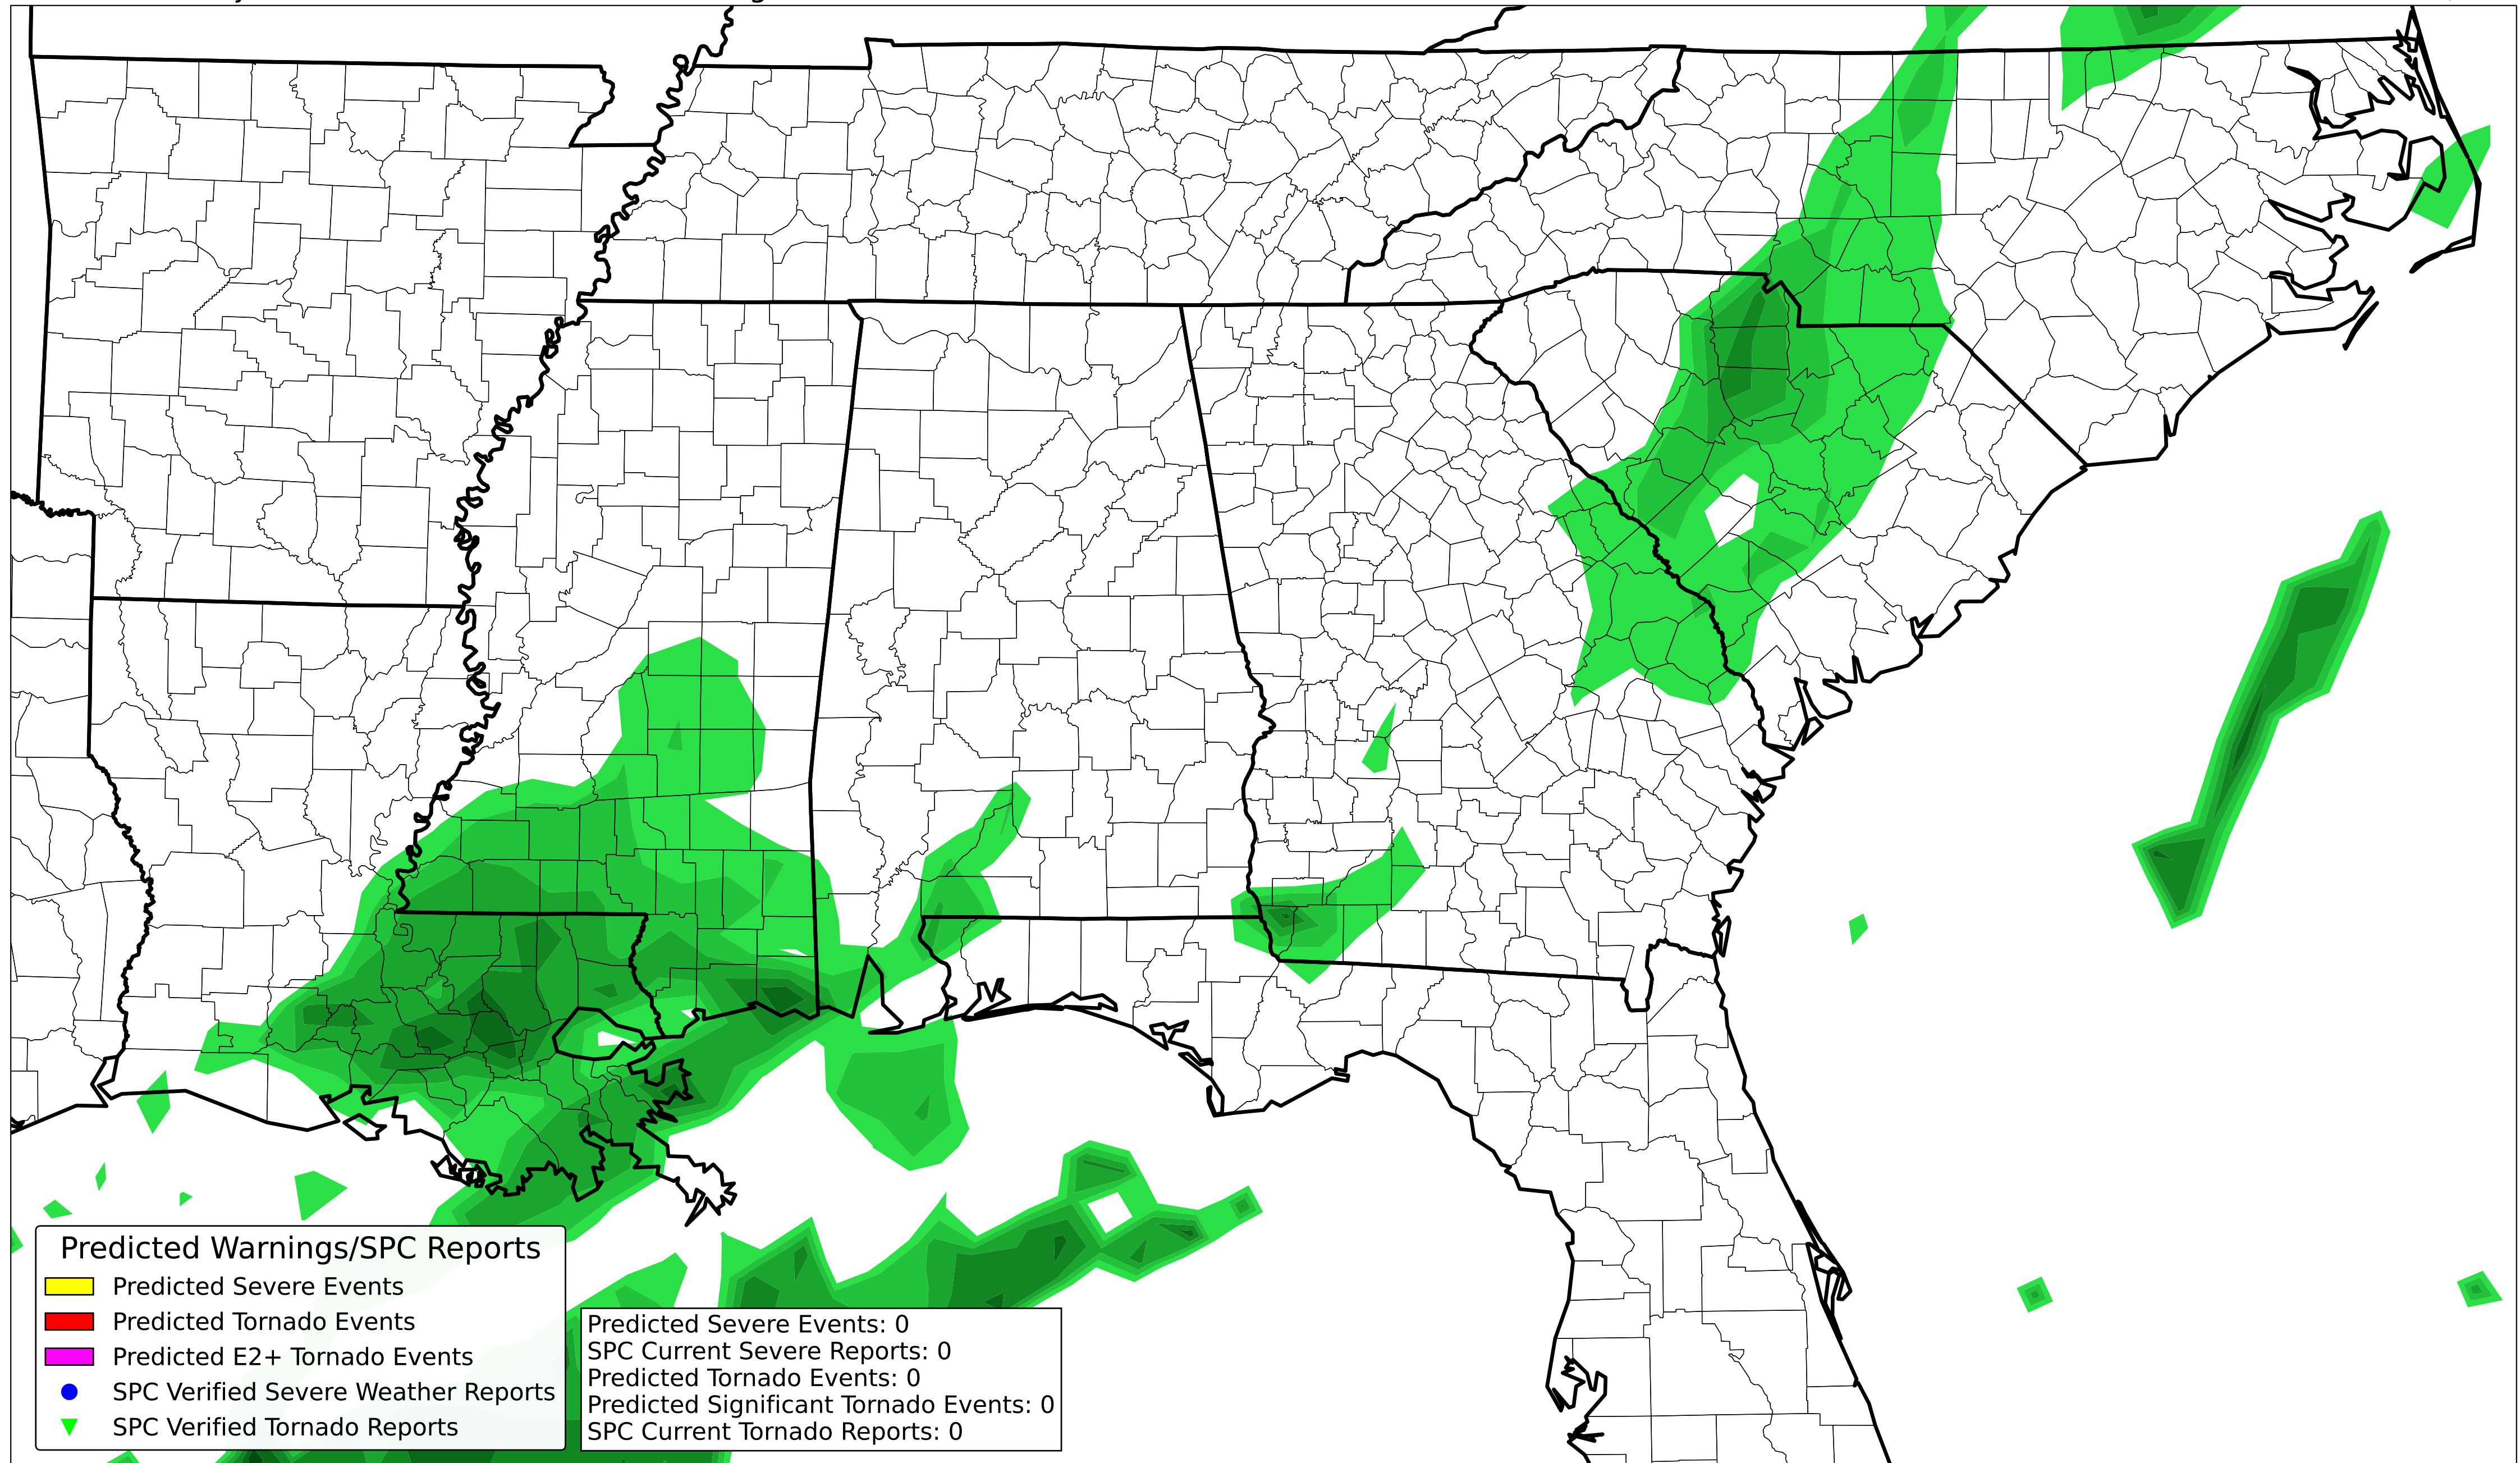 Predicted Warnings/SPC Reports
Predicted Severe Events
Predicted Tornado Events
Predicted E2+ Tornado Events
SPC Verified Severe Weather Reports
SPC Verified Tornado Reports
Predicted Severe Events: 0
SPC Current Severe Reports: 0
Predicted Tornado Events: 0
Predicted Significant Tornado Events: 0
SPC Current Tornado Reports: 0